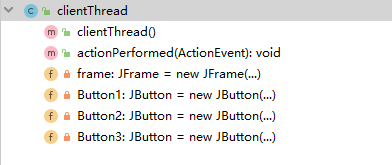 clientThread
clientThread()
actionPerformed(ActionEvent): void
frame: JFrame = new JFrame(...)
Button1: JButton = new JButton(...)
Button2: JButton = new JButton(...)
Button3: JButton = new JButton(...)